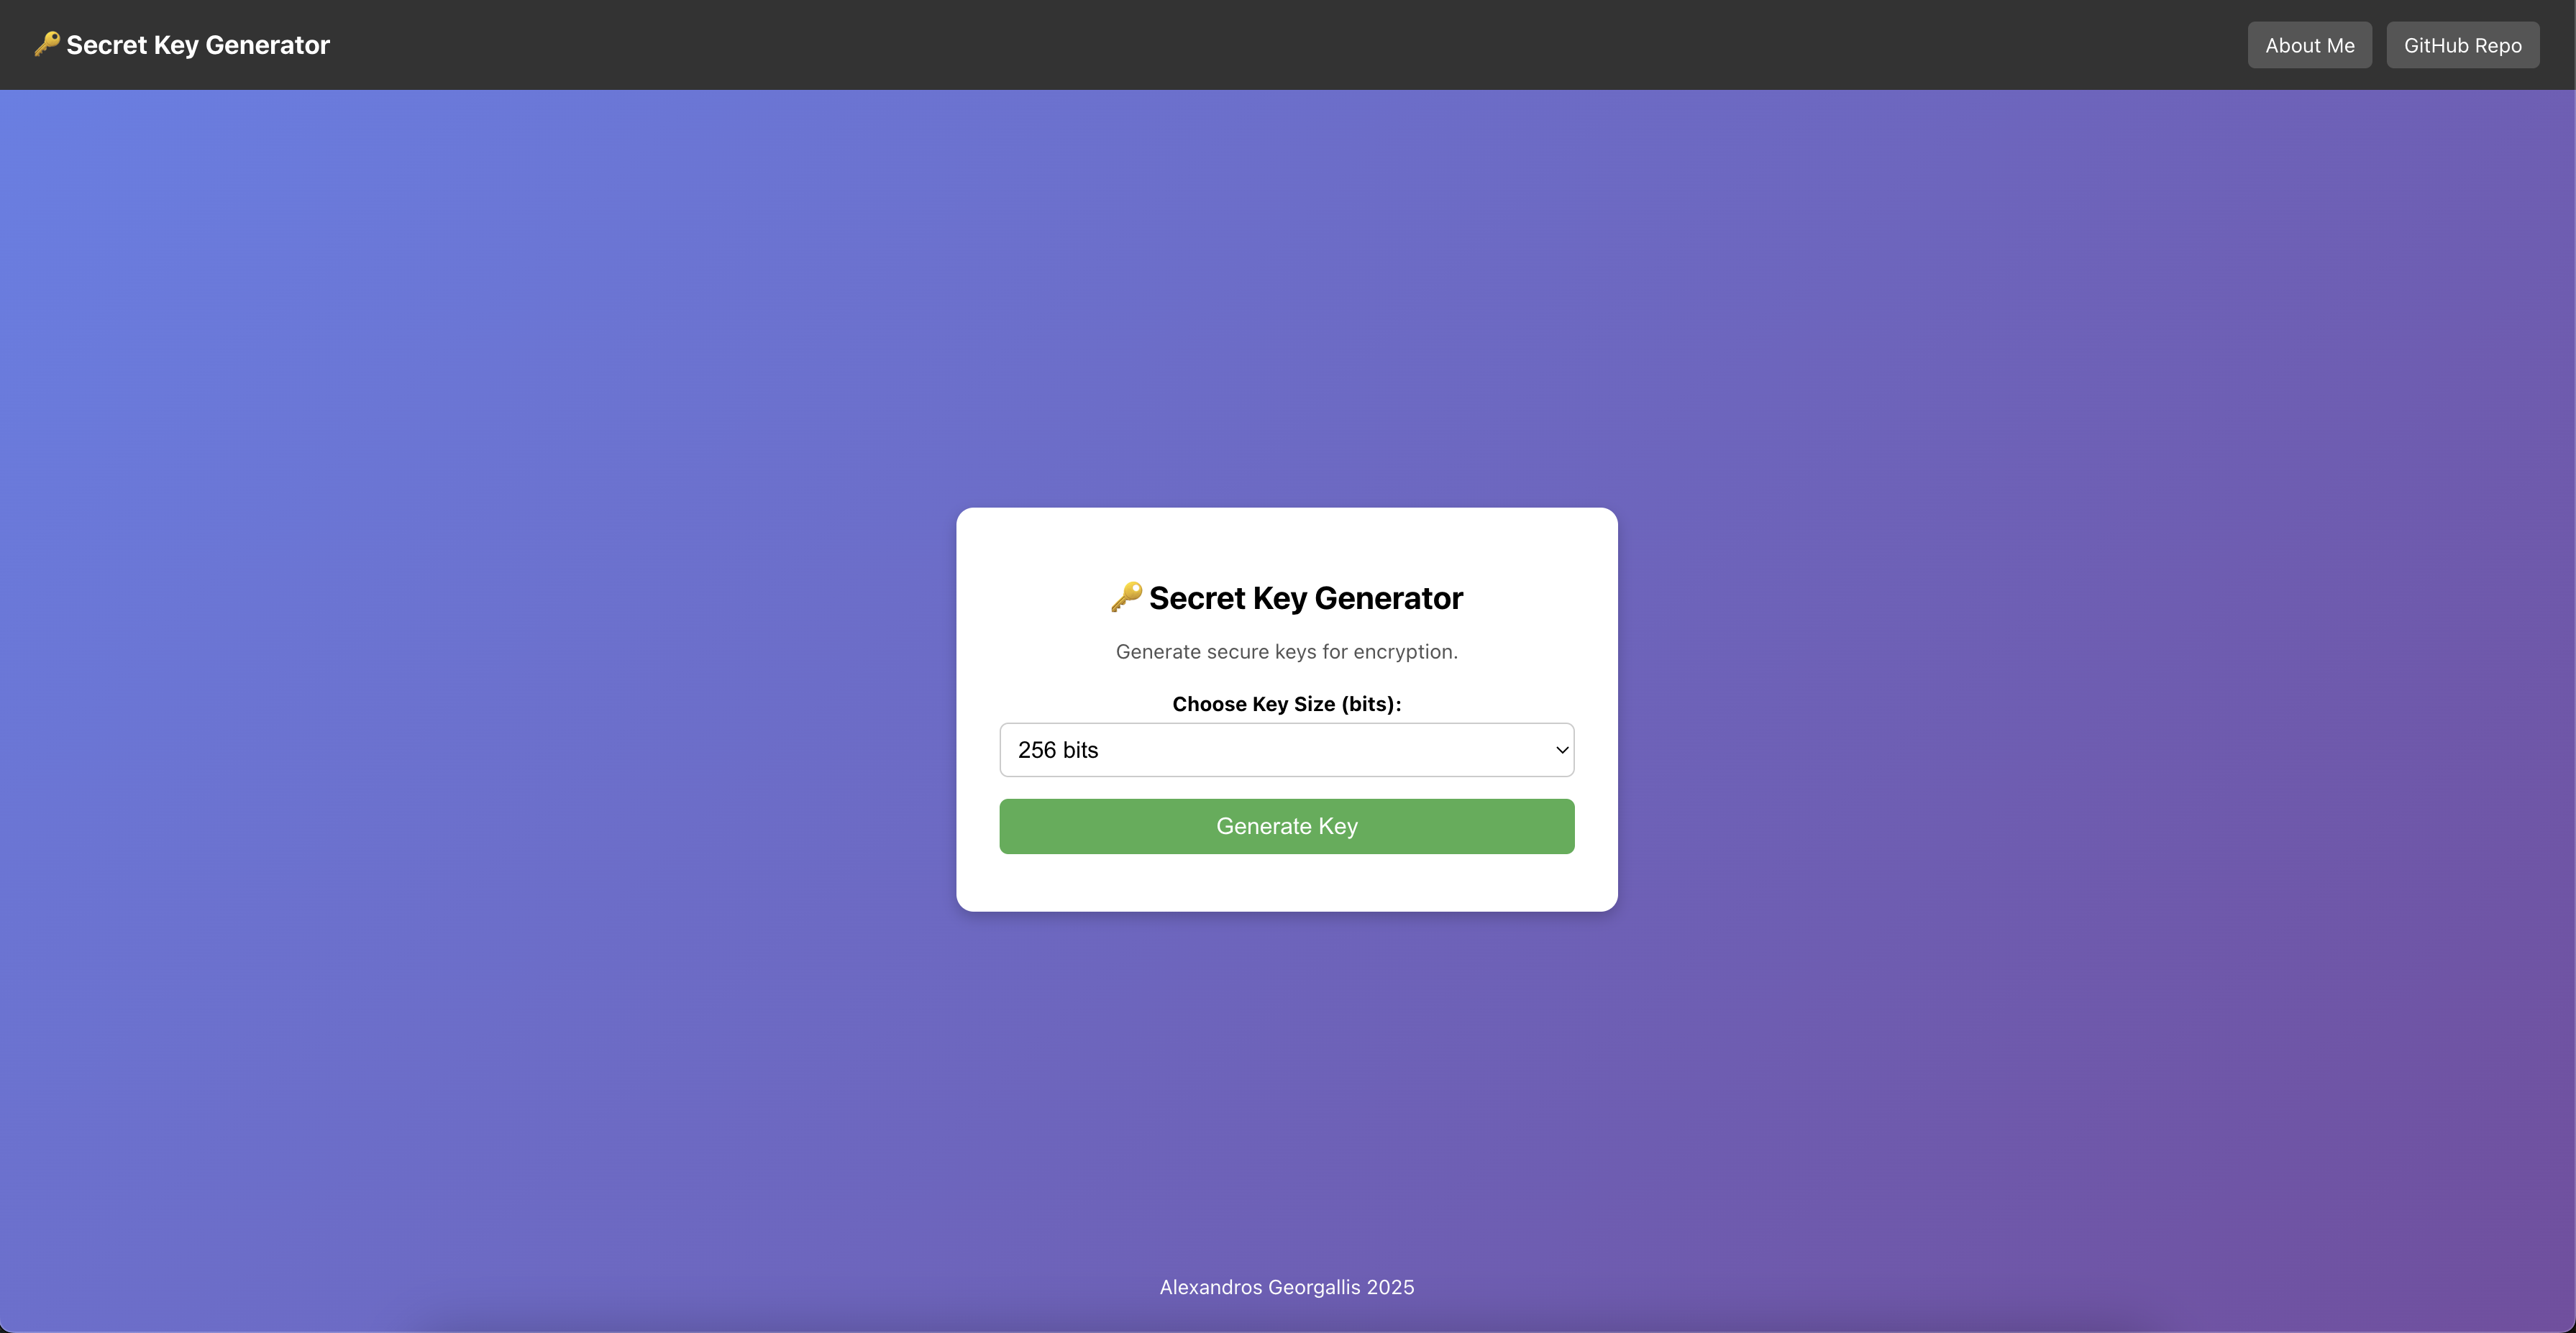 🔑 Secret Key Generator
About Me
GitHub Repo
🔑 Secret Key Generator
Generate secure keys for encryption.
Choose Key Size (bits):
256 bits
Generate Key
Alexandros Georgallis 2025